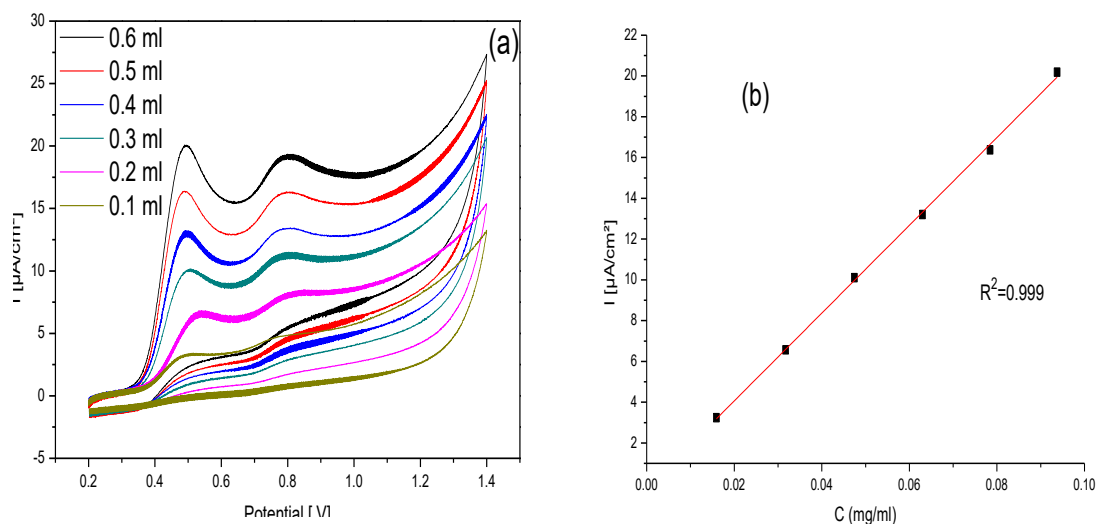 (a)
0.6 ml
0.5 ml
0.4 ml
0.3 ml
0.2 ml
0.1 ml
30
25
20
15
10
5
0
-5
I [µA/cm²]
0.2 0.4 0.6 0.8 1.0 1.2 1.4
Potential [ V]
(b)
22
20
18
16
14
12
10
8
6
4
2
I [µA/cm²]
R²=0.999
0.00 0.02 0.04 0.06 0.08 0.10
C (mg/ml)